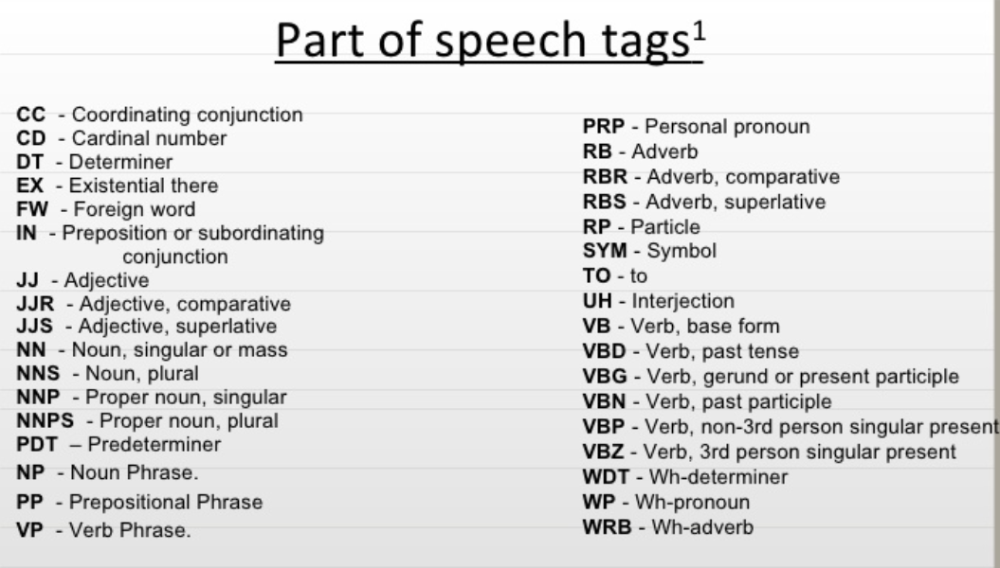 Part of speech tags1
CC - Coordinating conjunction
CD - Cardinal number
DT - Determiner
EX - Existential there
FW - Foreign word
IN - Preposition or subordinating
conjunction
JJ - Adjective
JJR - Adjective, comparative
JJS - Adjective, superlative
NN - Noun, singular or mass
NNS - Noun, plural
NNP - Proper noun, singular
NNPS - Proper noun, plural
PDT – Predeterminer
NP - Noun Phrase.
PP - Prepositional Phrase
VP - Verb Phrase.
PRP - Personal pronoun
RB - Adverb
RBR - Adverb, comparative
RBS - Adverb, superlative
RP - Particle
SYM - Symbol
TO - to
UH - Interjection
VB - Verb, base form
VBD - Verb, past tense
VBG - Verb, gerund or present participle
VBN - Verb, past participle
VBP - Verb, non-3rd person singular present
VBZ - Verb, 3rd person singular present
WDT - Wh-determiner
WP - Wh-pronoun
WRB - Wh-adverb